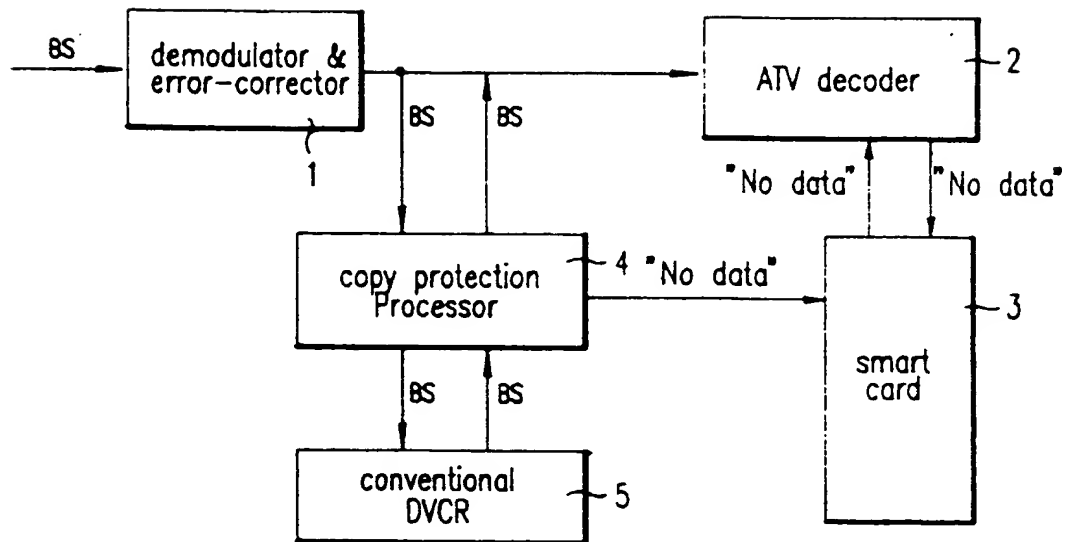 BS
demodulator &
error-corrector
1
BS
BS
ATV decoder
2
"No data"
"No data"
copy protection
Processor
4
"No data"
smart
card
3
BS
BS
conventional
DVCR
5